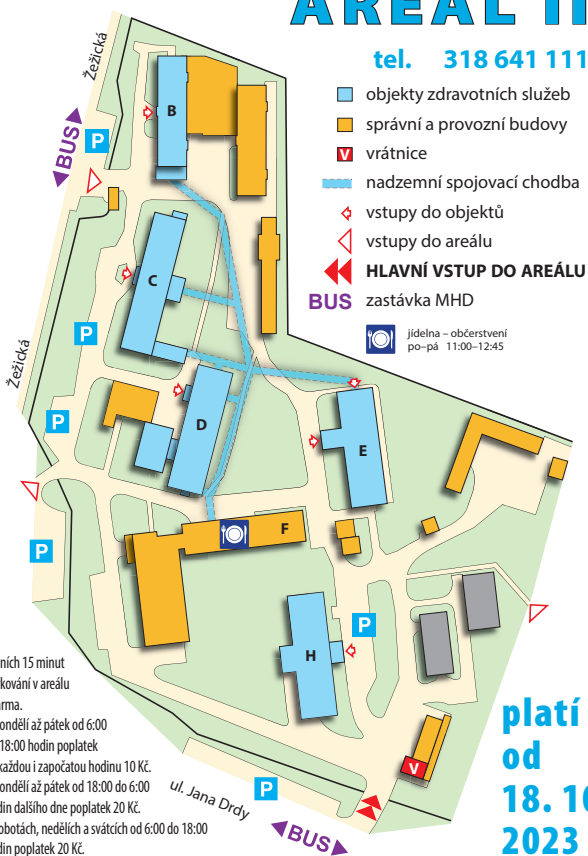 AREÁL II
tel. 318 641 111
objekty zdravotních služeb
správní a provozní budovy
V vrátnice
nadzemní spojovací chodba
vstupy do objektů
vstupy do areálu
HLAVNÍ VSTUP DO AREÁLU
BUS zastávka MHD
jídelna – občerstvení
po–pá 11:00–12:45
Žežická
BUS
P
B
C
P
Žežická
P
D
E
P
F
H
P
V
P
ul. Jana Drdy
BUS
ních 15 minut
kování v areálu
arma.
ondělí až pátek od 6:00
18:00 hodin poplatek
každou i započatou hodinu 10 Kč.
ondělí až pátek od 18:00 do 6:00
din dalšího dne poplatek 20 Kč.
obotách, nedělích a svátcích od 6:00 do 18:00
din poplatek 20 Kč.
platí
od
18. 10
2023